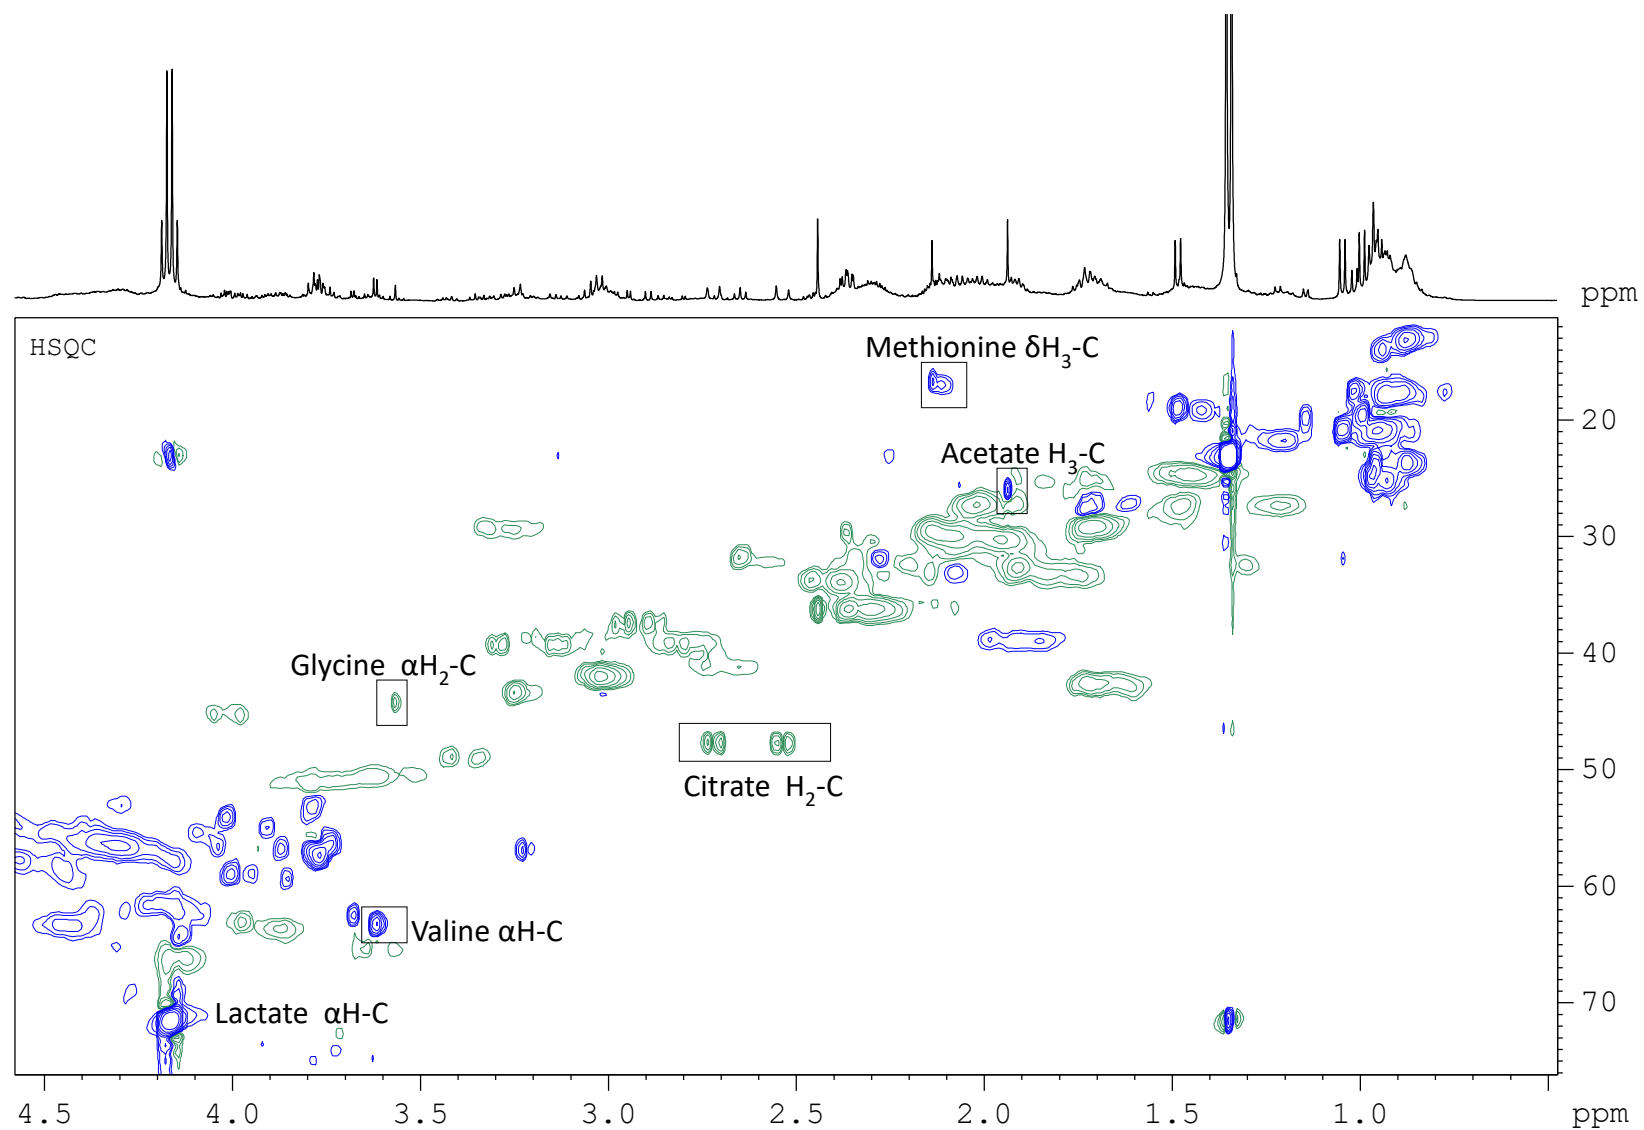 ppm
HSQC
Methionine δH₃-C
20
Acetate H₃-C
30
Glycine αH₂-C
40
Citrate H₂-C
50
60
Valine αH-C
Lactate αH-C
70
4.5 4.0 3.5 3.0 2.5 2.0 1.5 1.0 ppm